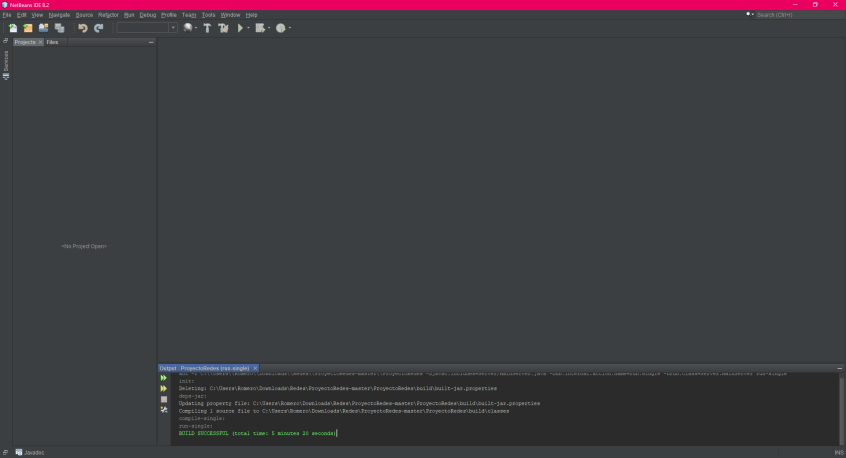 NetBeans IDE 8.2
File Edit View Navigate Source Refactor Run Debug Profile Team Tools Window Help
Search (Ctrl+I)
Projects Files
Services
<No Project Open>
Output - ProyectoRedes (run-single)
init:
Deleting: C:\Users\Romero\Downloads\Redes\ProyectoRedes-master\ProyectoRedes\build\built-jar.properties
deps-jar:
Updating property file: C:\Users\Romero\Downloads\Redes\ProyectoRedes-master\ProyectoRedes\build\built-jar.properties
Compiling 1 source file to C:\Users\Romero\Downloads\Redes\ProyectoRedes-master\ProyectoRedes\build\classes
compile-single:
run-single:
BUILD SUCCESSFUL (total time: 5 minutes 20 seconds)
Javadoc
INS